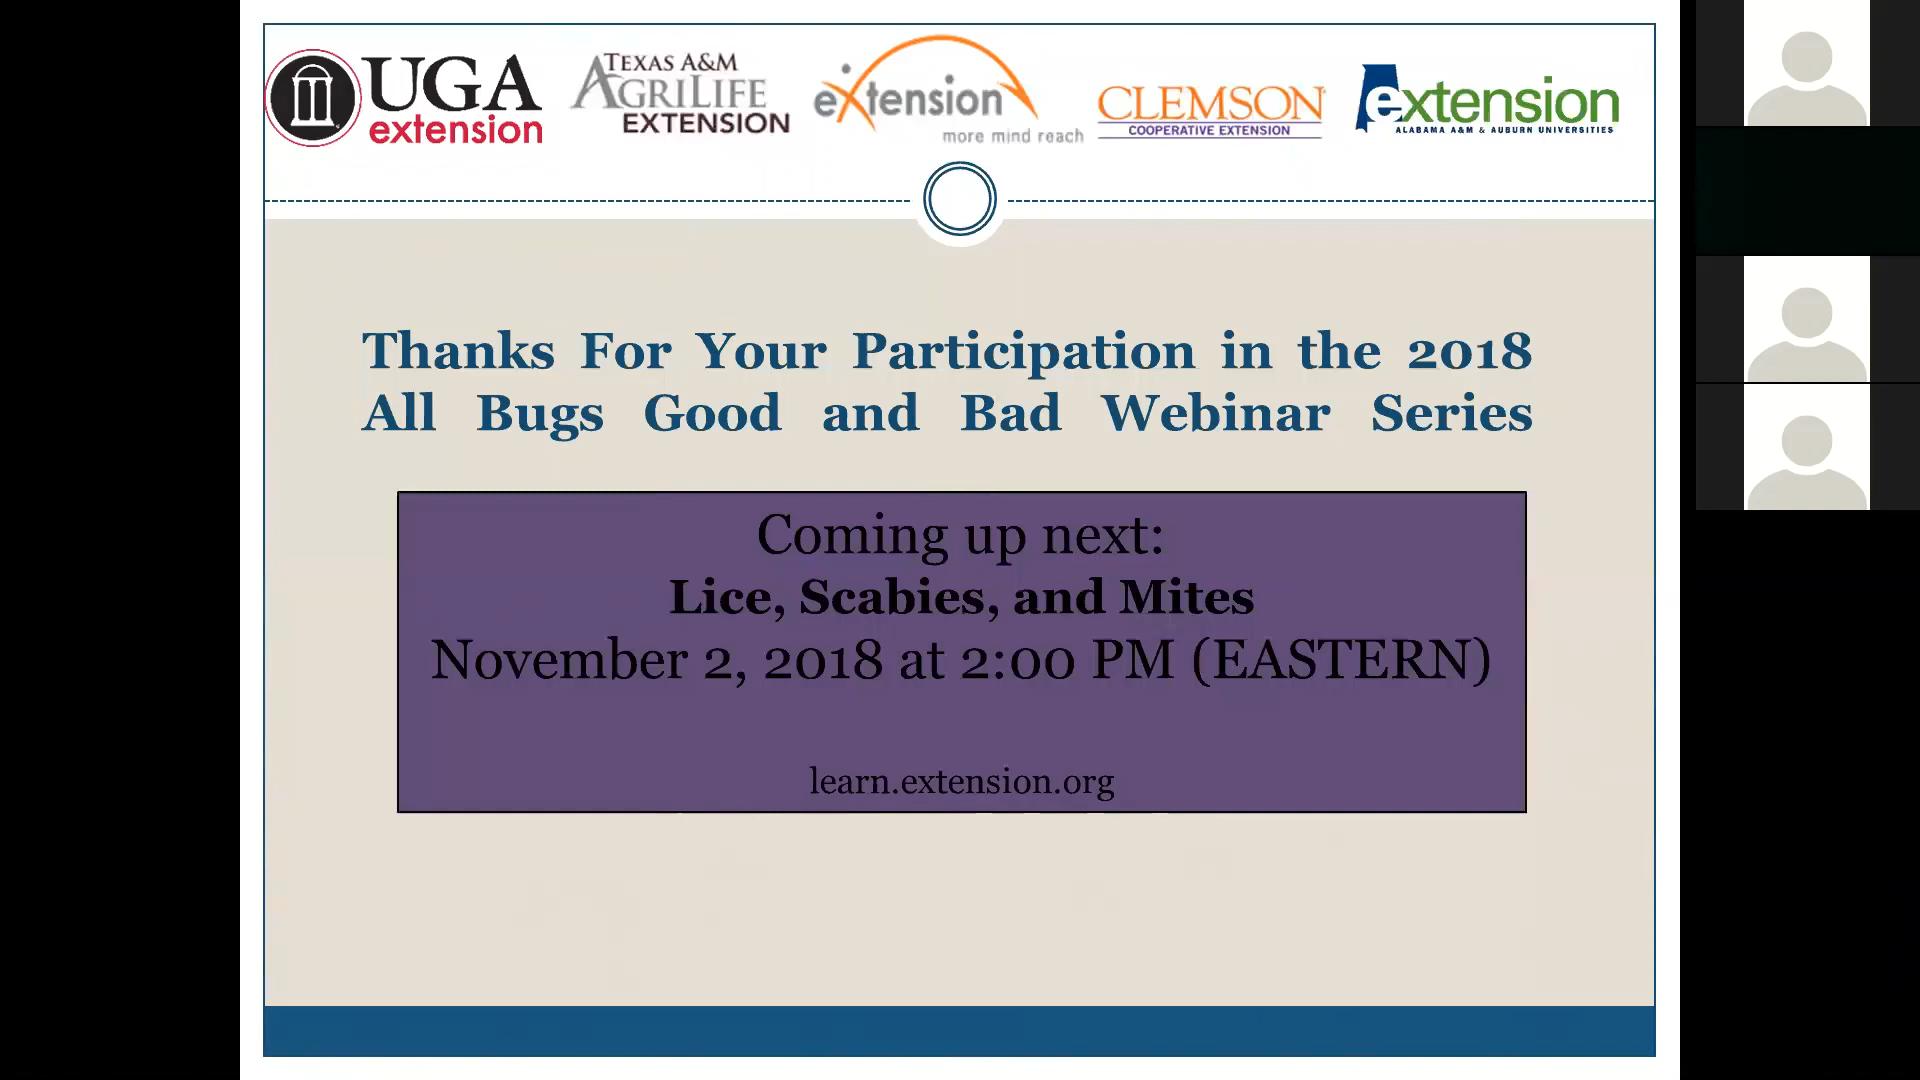 UGA
extension
TEXAS A&M
AGRILIFE
EXTENSION
eXtension
more mind reach
CLEMSON
COOPERATIVE EXTENSION
extension
ALABAMA A&M & AUBURN UNIVERSITIES
Thanks For Your Participation in the 2018
All Bugs Good and Bad Webinar Series
Coming up next:
Lice, Scabies, and Mites
November 2, 2018 at 2:00 PM (EASTERN)
learn.extension.org